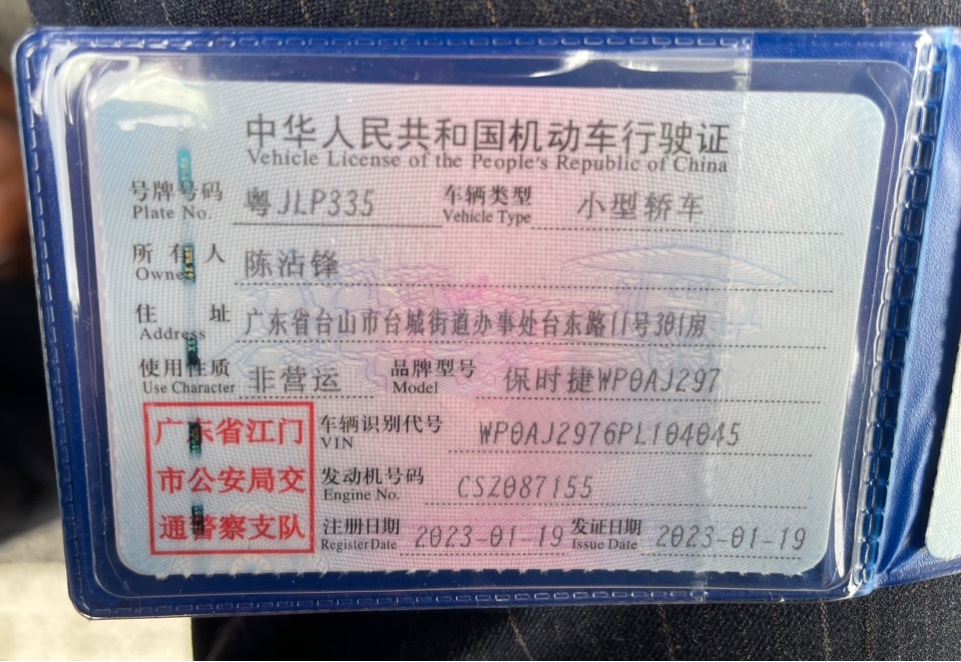 中华人民共和国机动车行驶证
Vehicle License of the People's Republic of China
号牌号码 粤JLP335 车辆类型 小型轿车
Plate No. Vehicle Type
所有人 陈沾锋
Owner
住址 广东省台山市台城街道办事处台东路11号301房
Address
使用性质 非营运 品牌型号 保时捷WP0AJ297
Use Character Model
广东省江门 车辆识别代号 WP0AJ2976PL104045
VIN
市公安局交 发动机号码 CSZ087155
Engine No.
通警察支队 注册日期 2023-01-19 发证日期 2023-01-19
Register Date Issue Date